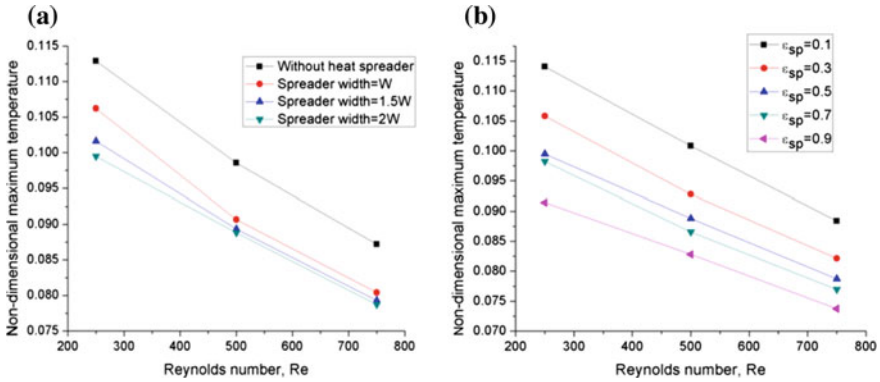 (a)
Non-dimensional maximum temperature
0.115
0.110
0.105
0.100
0.095
0.090
0.085
0.080
0.075
200 300 400 500 600 700 800
Reynolds number, Re
Without heat spreader
Spreader width=W
Spreader width=1.5W
Spreader width=2W
(b)
Non-dimensional maximum temperature
0.115
0.110
0.105
0.100
0.095
0.090
0.085
0.080
0.075
0.070
200 300 400 500 600 700 800
Reynolds number, Re
εsp=0.1
εsp=0.3
εsp=0.5
εsp=0.7
εsp=0.9